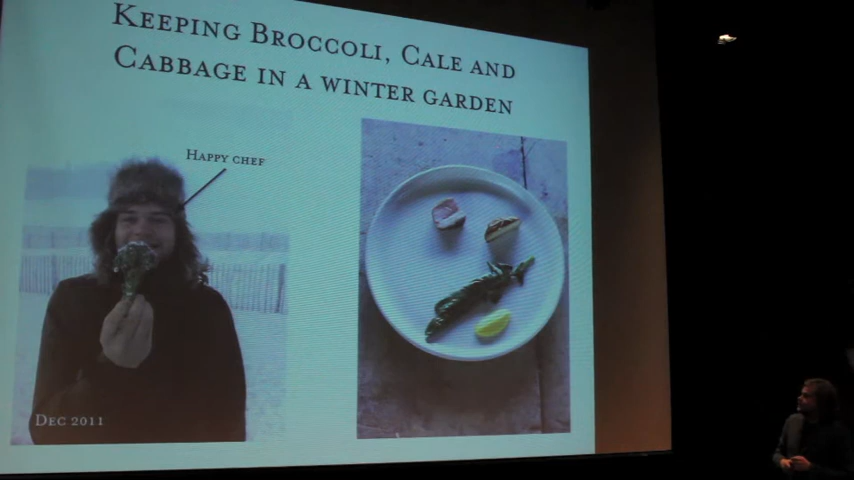 Keeping Broccoli, Cale and
Cabbage in a winter garden
Happy chef
Dec 2011